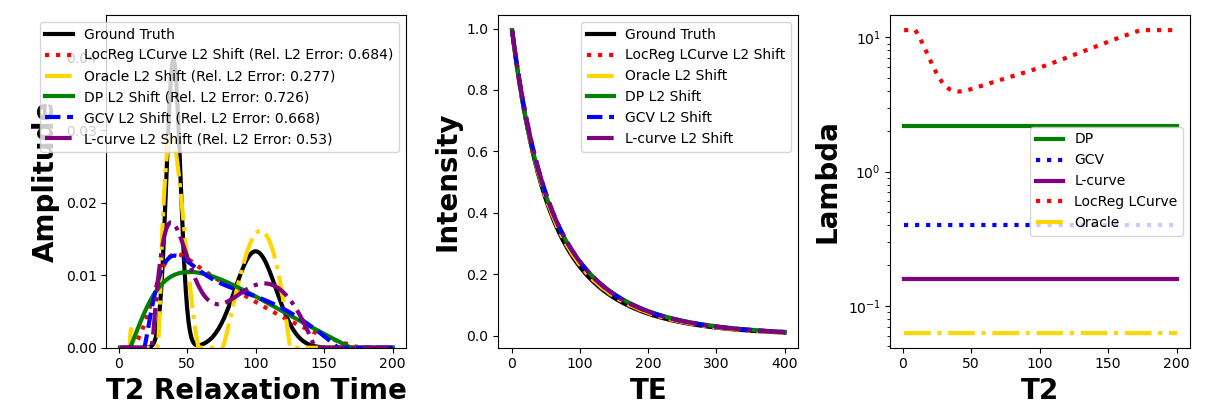 Ground Truth
LocReg LCurve L2 Shift (Rel. L2 Error: 0.684)
Oracle L2 Shift (Rel. L2 Error: 0.277)
DP L2 Shift (Rel. L2 Error: 0.726)
GCV L2 Shift (Rel. L2 Error: 0.668)
L-curve L2 Shift (Rel. L2 Error: 0.53)
Amplitude
0.04
0.03
0.02
0.01
0.00
0
50
100
150
200
T2 Relaxation Time
Ground Truth
LocReg LCurve L2 Shift
Oracle L2 Shift
DP L2 Shift
GCV L2 Shift
L-curve L2 Shift
Intensity
1.0
0.8
0.6
0.4
0.2
0.0
0
100
200
300
400
TE
DP
GCV
L-curve
LocReg LCurve
Oracle
Lambda
10¹
10⁰
10⁻¹
0
50
100
150
200
T2